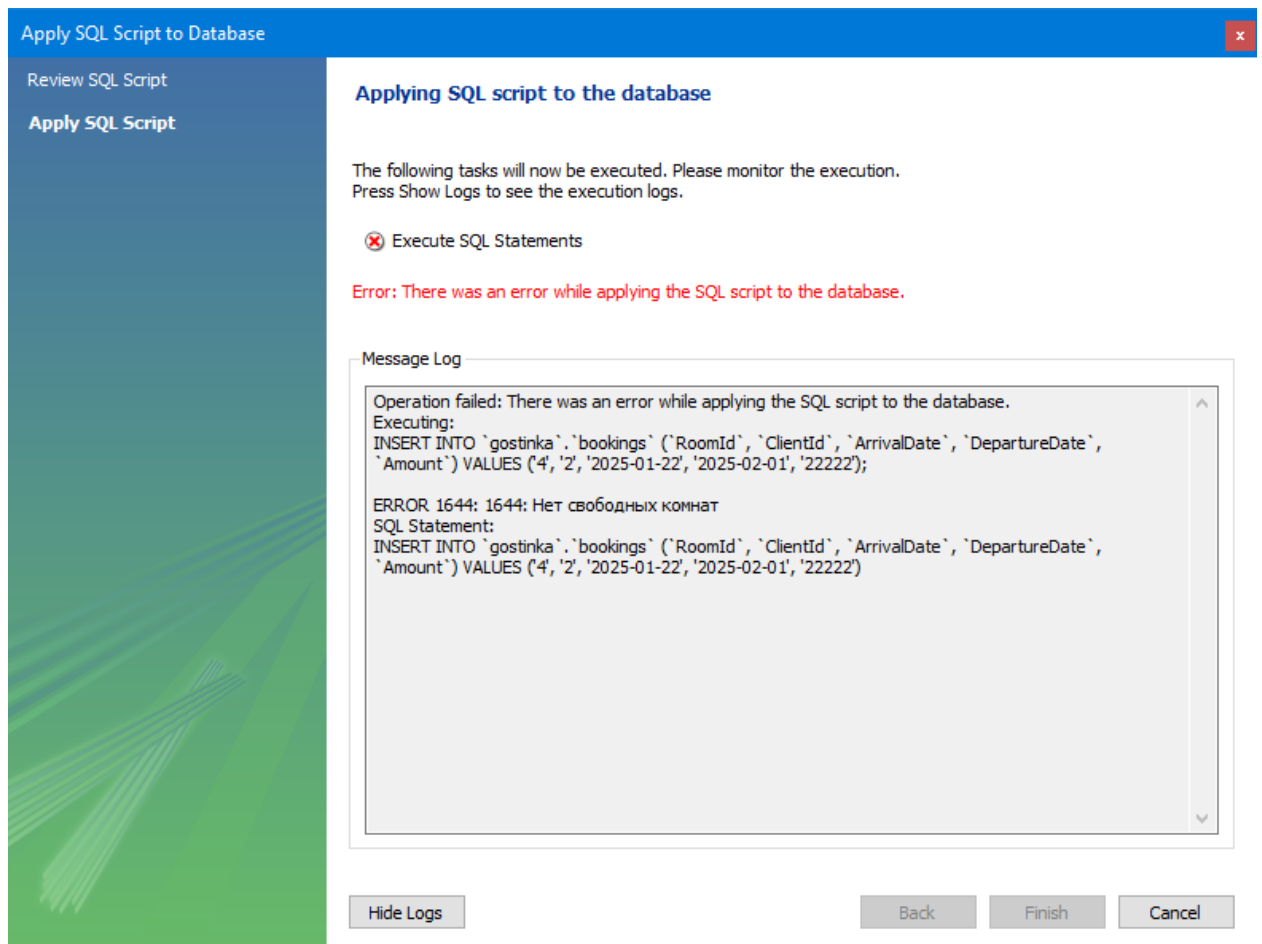 Apply SQL Script to Database
x
Review SQL Script
Apply SQL Script
Applying SQL script to the database
The following tasks will now be executed. Please monitor the execution.
Press Show Logs to see the execution logs.
Execute SQL Statements
Error: There was an error while applying the SQL script to the database.
Message Log
Operation failed: There was an error while applying the SQL script to the database.
Executing:
INSERT INTO `gostinka`.`bookings` (`RoomId`, `ClientId`, `ArrivalDate`, `DepartureDate`,
`Amount`) VALUES ('4', '2', '2025-01-22', '2025-02-01', '22222');
ERROR 1644: 1644: Нет свободных комнат
SQL Statement:
INSERT INTO `gostinka`.`bookings` (`RoomId`, `ClientId`, `ArrivalDate`, `DepartureDate`,
`Amount`) VALUES ('4', '2', '2025-01-22', '2025-02-01', '22222')
Hide Logs
Back
Finish
Cancel